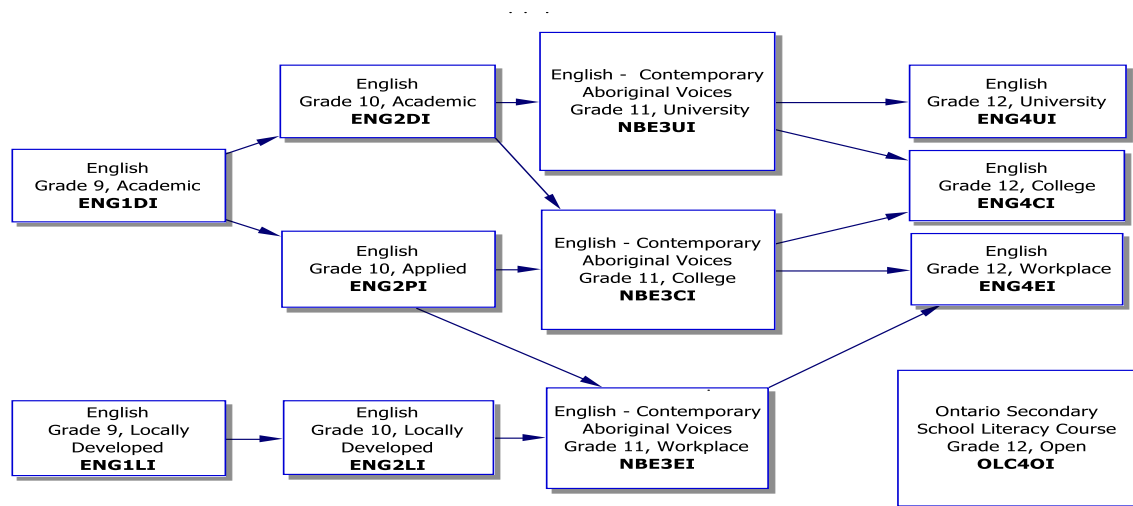 English
Grade 9, Academic
ENG1DI
English
Grade 10, Academic
ENG2DI
English - Contemporary
Aboriginal Voices
Grade 11, University
NBE3UI
English
Grade 12, University
ENG4UI
English
Grade 12, College
ENG4CI
English
Grade 10, Applied
ENG2PI
English - Contemporary
Aboriginal Voices
Grade 11, College
NBE3CI
English
Grade 12, Workplace
ENG4EI
English
Grade 9, Locally
Developed
ENG1LI
English
Grade 10, Locally
Developed
ENG2LI
English - Contemporary
Aboriginal Voices
Grade 11, Workplace
NBE3EI
Ontario Secondary
School Literacy Course
Grade 12, Open
OLC4OI